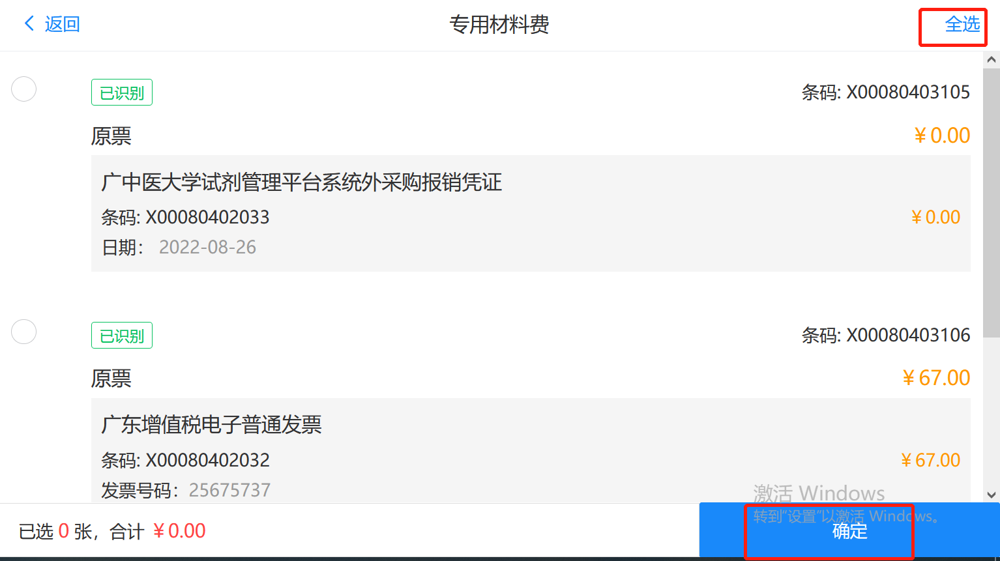 返回
专用材料费
全选
已识别
条码: X00080403105
原票
¥ 0.00
广中医大学试剂管理平台系统外采购报销凭证
条码: X00080402033
¥ 0.00
日期： 2022-08-26
已识别
条码: X00080403106
原票
¥ 67.00
广东增值税电子普通发票
条码: X00080402032
¥ 67.00
发票号码： 25675737
激活 Windows
转到“设置”以激活 Windows。
已选 0 张，合计 ¥ 0.00
确定